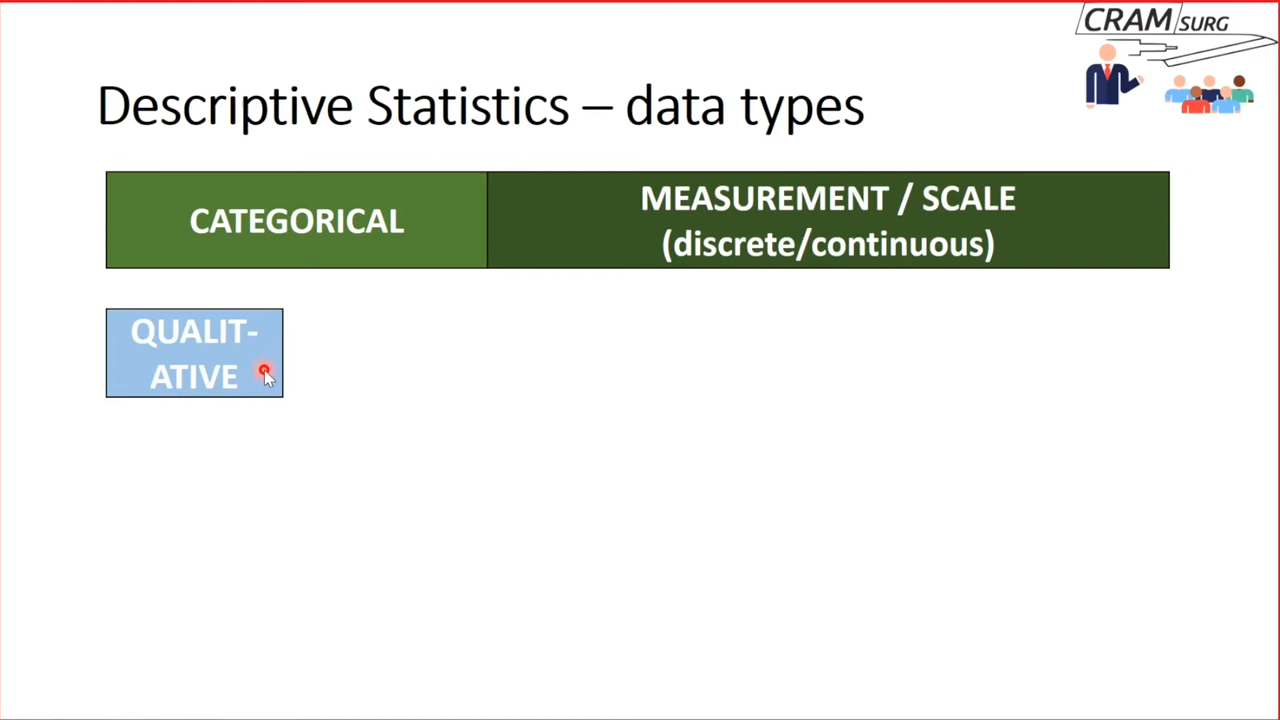 CRAM SURG
Descriptive Statistics – data types
CATEGORICAL
MEASUREMENT / SCALE
(discrete/continuous)
QUALIT-
ATIVE